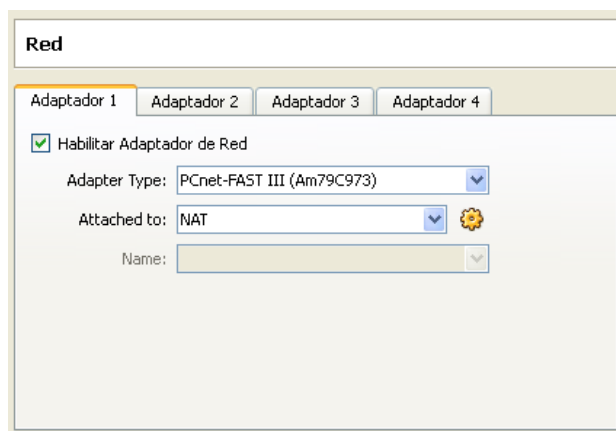 Red
Adaptador 1 Adaptador 2 Adaptador 3 Adaptador 4
Habilitar Adaptador de Red
Adapter Type: PCnet-FAST III (Am79C973)
Attached to: NAT
Name: